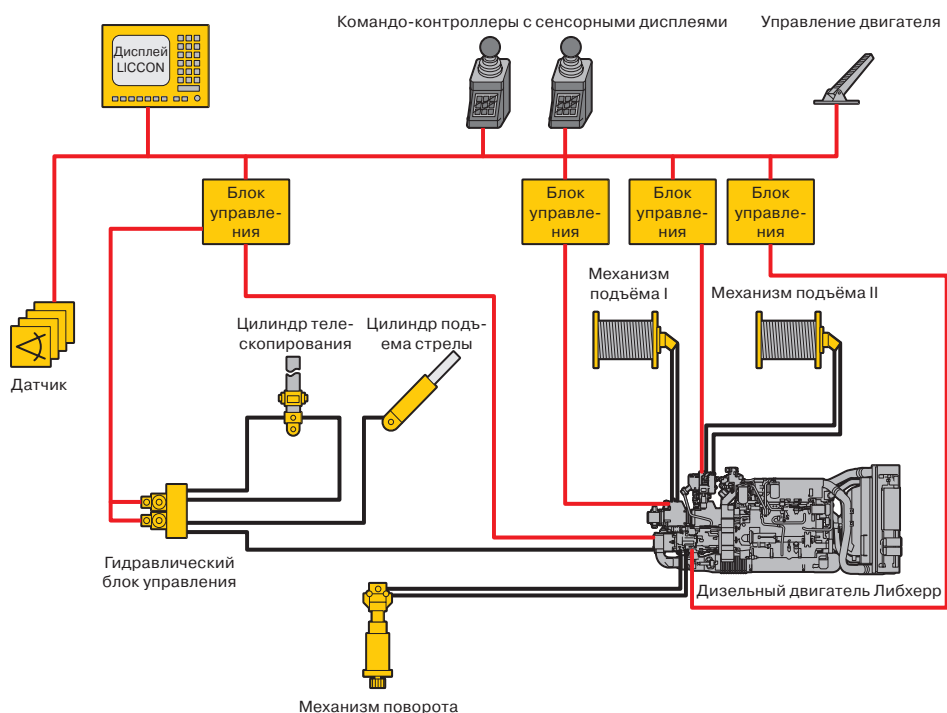 Командо-контроллеры с сенсорными дисплеями
Управление двигателя
Дисплей
LICCON
Блок
управле-
ния
Блок
управле-
ния
Блок
управле-
ния
Блок
управле-
ния
Механизм
подъёма I
Механизм подъёма II
Цилиндр теле-
скопирования
Цилиндр подъ-
ема стрелы
Датчик
Гидравлический
блок управления
Дизельный двигатель Либхерр
Механизм поворота